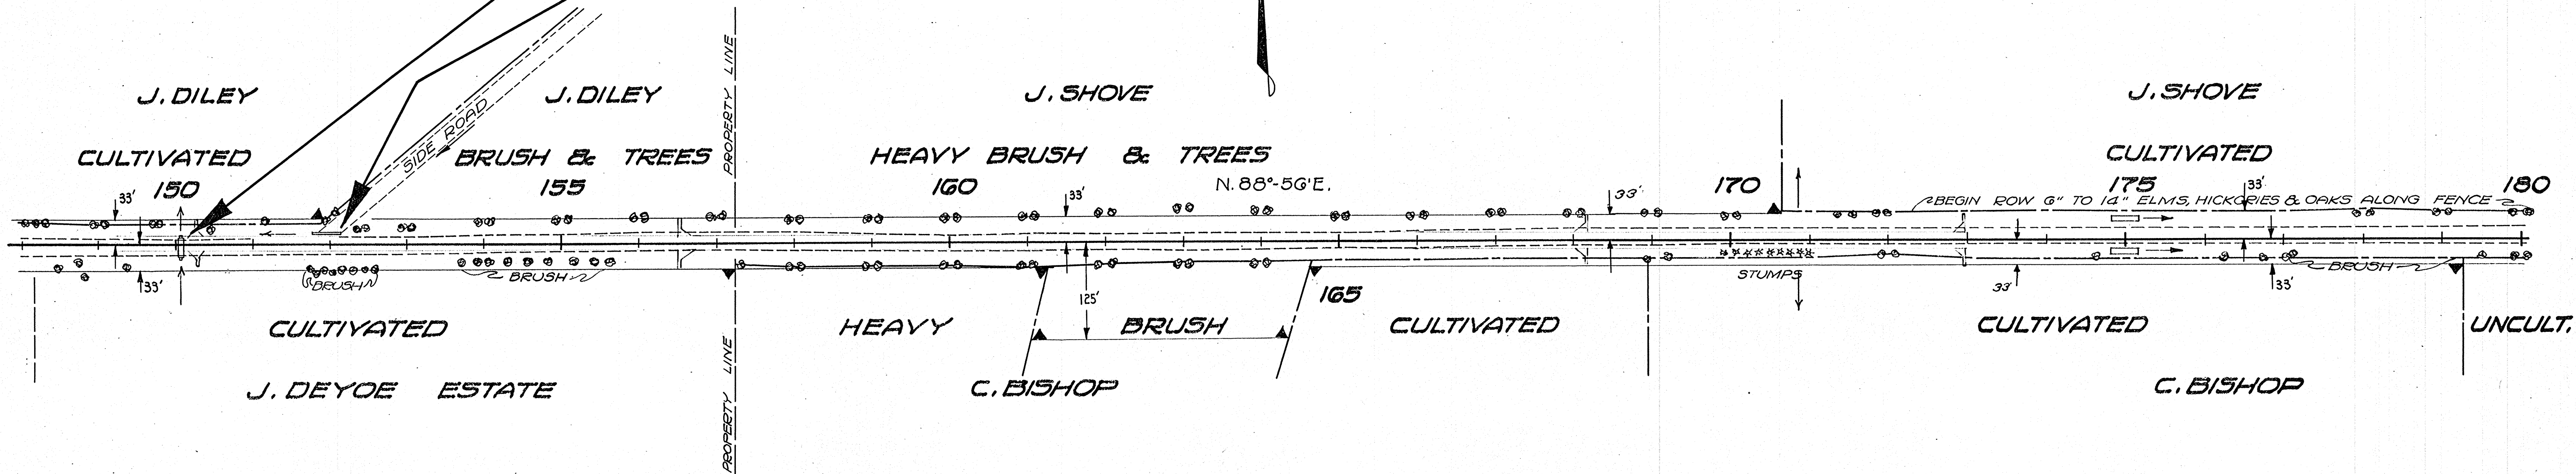 J. DILEY
J. DILEY
J. SHOVE
J. SHOVE
PROPERTY LINE
SIDE ROAD
CULTIVATED
BRUSH & TREES
HEAVY BRUSH & TREES
CULTIVATED
150
155
160
N. 88°-56'E.
170
175
180
33'
33'
33'
33'
BEGIN ROW 6" TO 14" ELMS, HICKORIES & OAKS ALONG FENCE
33'
BRUSH
BRUSH
STUMPS
33'
33'
BRUSH
125'
165
CULTIVATED
HEAVY BRUSH
CULTIVATED
CULTIVATED
UNCULT.
PROPERTY LINE
J. DEYOE ESTATE
C. BISHOP
C. BISHOP